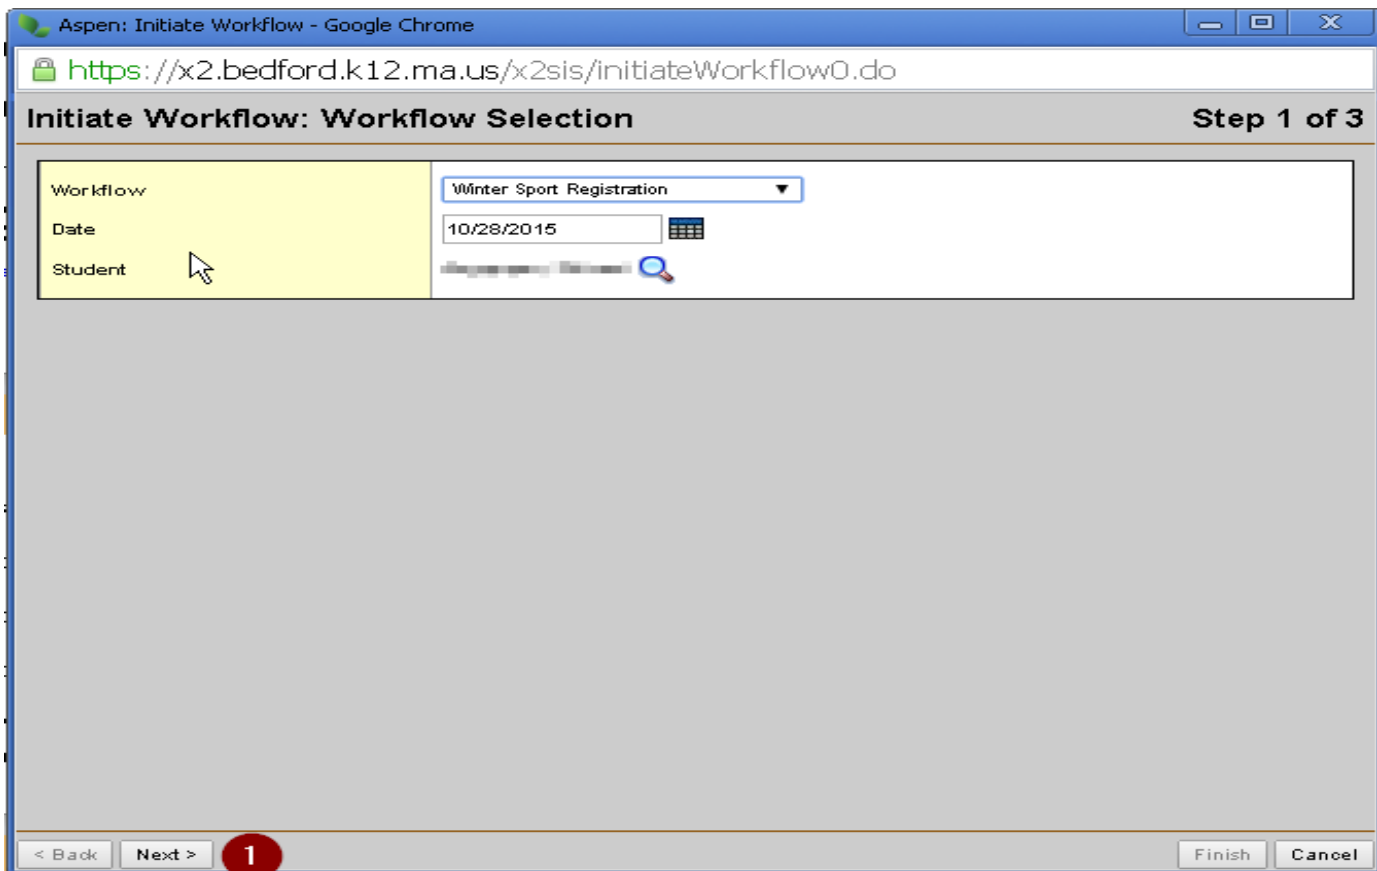 Aspen: Initiate Workflow - Google Chrome
https://x2.bedford.k12.ma.us/x2sis/initiateWorkflow0.do
Initiate Workflow: Workflow Selection Step 1 of 3
Workflow Winter Sport Registration
Date 10/28/2015
Student
< Back Next > 1 Finish Cancel